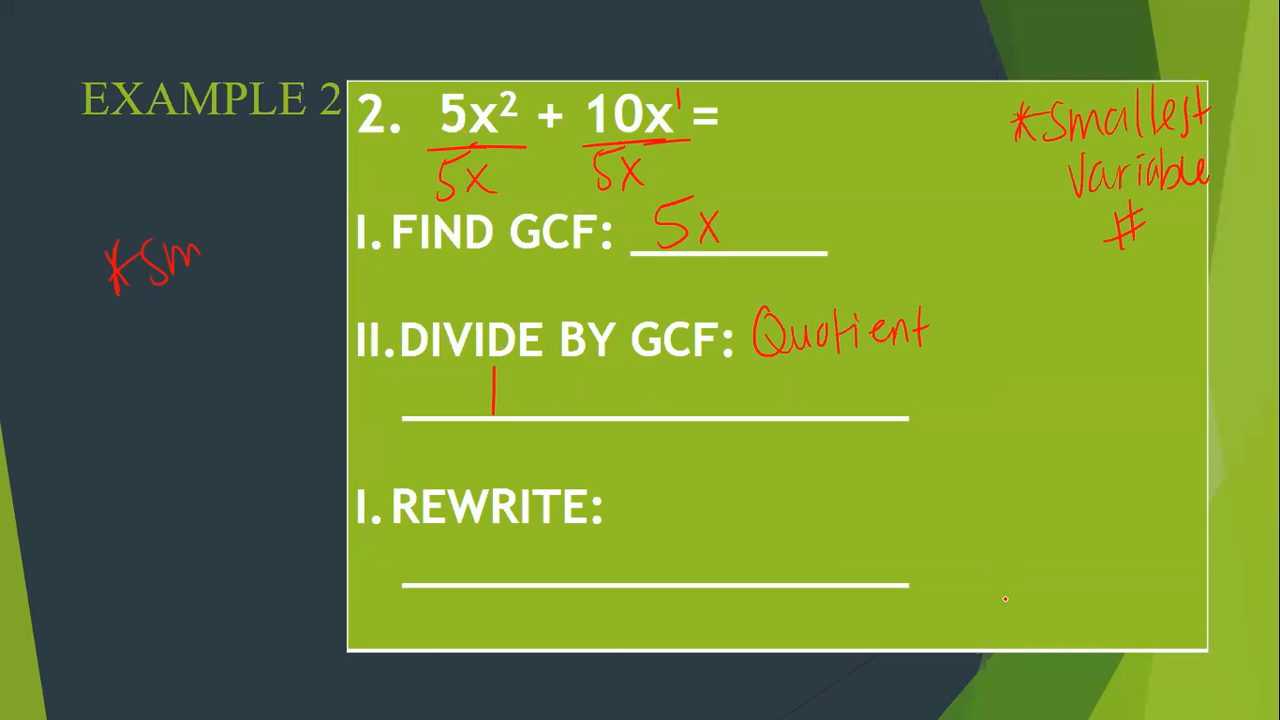 EXAMPLE 2
2. 5x² + 10x¹ =
5x 5x
*smallest
variable
#
I. FIND GCF: 5x
*sm
II. DIVIDE BY GCF: Quotient
1
I. REWRITE: